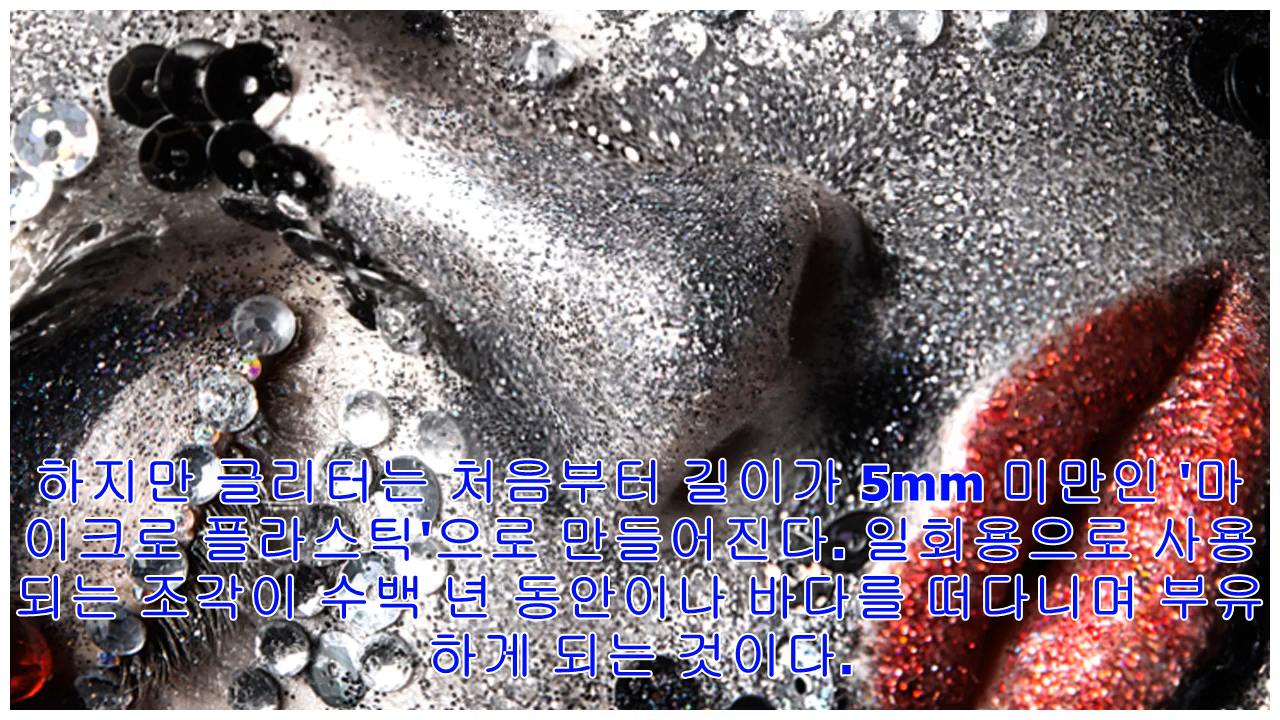 하지만 글리터는 처음부터 길이가 5mm 미만인 '마
이크로 플라스틱'으로 만들어진다. 일회용으로 사용
되는 조각이 수백 년 동안이나 바다를 떠다니며 부유
하게 되는 것이다.